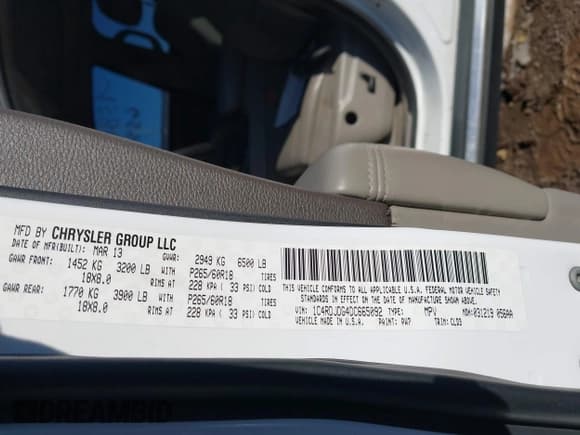 MFD BY CHRYSLER GROUP LLC
DATE OF MFR(BUILT): MAR 13 GVWR: 2949 KG 6500 LB
GAWR FRONT: 1452 KG 3200 LB WITH P265/60R18 TIRES
18X8.0 RIMS AT 228 KPA ( 33 PSI) COLD
GAWR REAR: 1770 KG 3900 LB WITH P265/60R18 TIRES
18X8.0 RIMS AT 228 KPA ( 33 PSI) COLD
THIS VEHICLE CONFORMS TO ALL APPLICABLE U.S.A. FEDERAL MOTOR VEHICLE SAFETY
STANDARDS IN EFFECT ON THE DATE OF MANUFACTURE SHOWN ABOVE.
VIN: 1C4RDJDG4DC665092 TYPE: MPV MDH: 031219 056AA
VEHICLE MADE IN U.S.A. PAINT: PW7 TRIM: CLD3
© DREAMBID